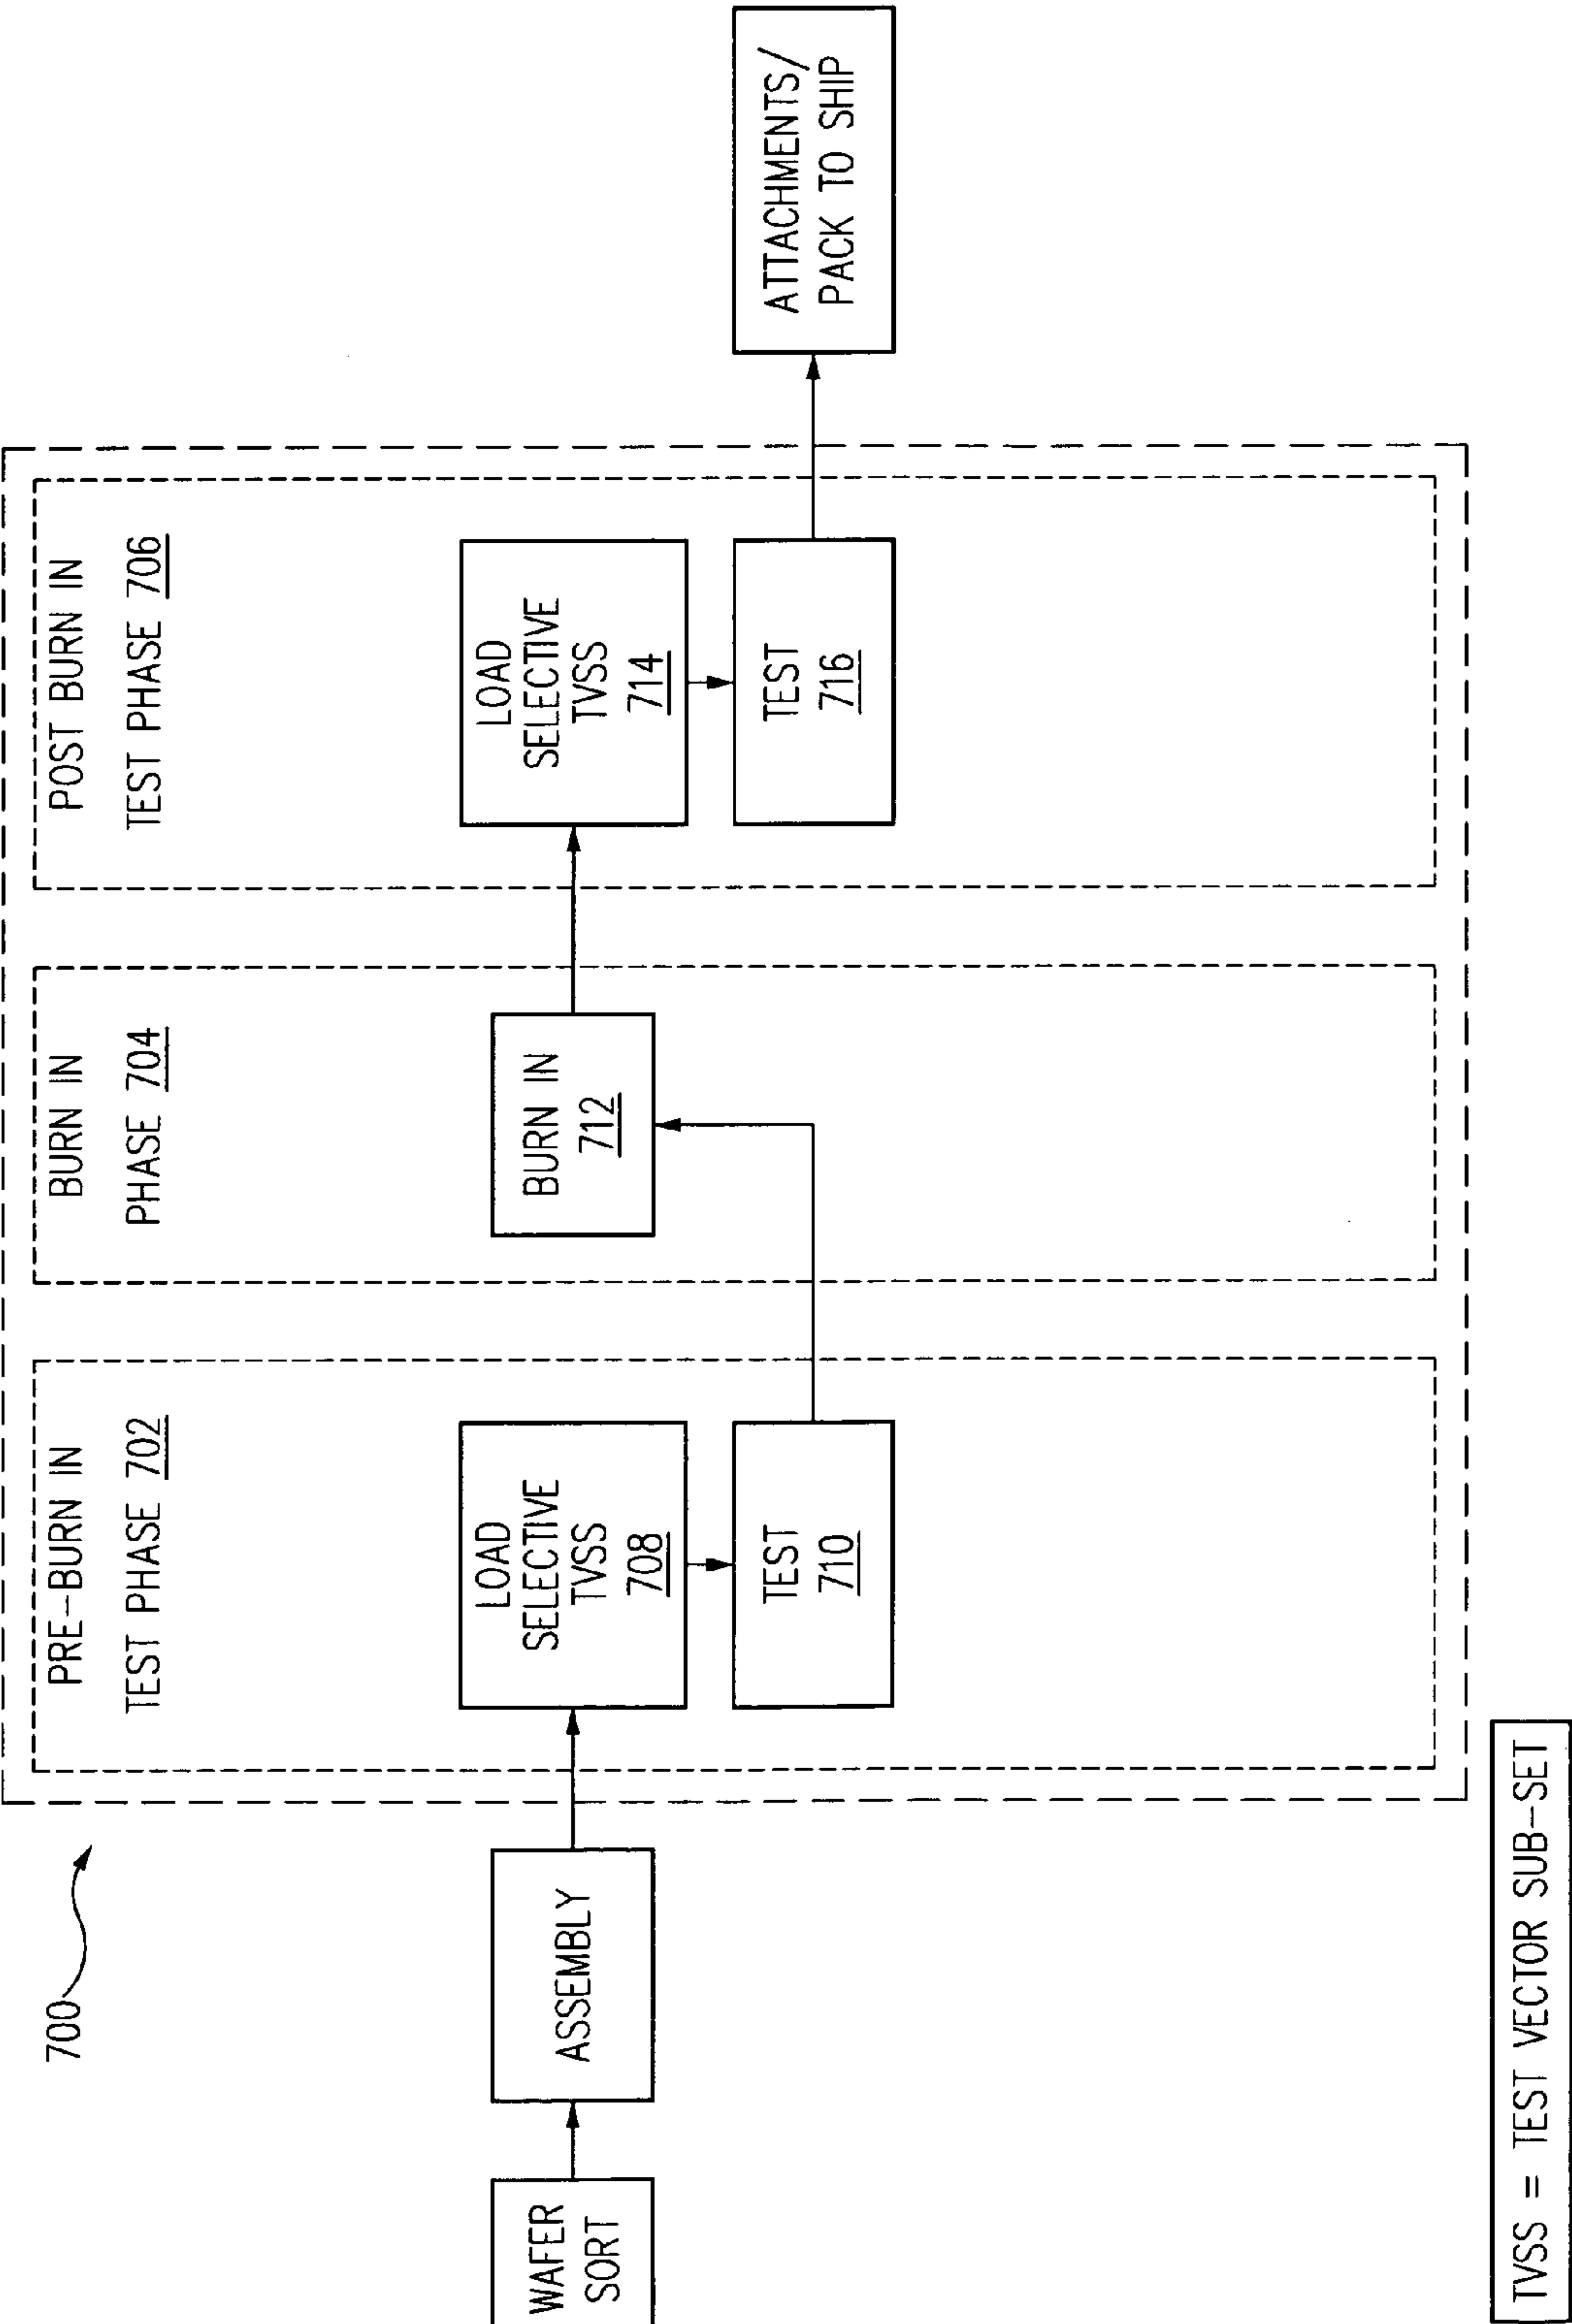 700
PRE-BURN IN
TEST PHASE 702
BURN IN
PHASE 704
POST BURN IN
TEST PHASE 706
WAFER
SORT
ASSEMBLY
LOAD
SELECTIVE
TVSS
708
TEST
710
BURN IN
712
LOAD
SELECTIVE
TVSS
714
TEST
716
ATTACHMENTS/
PACK TO SHIP
TVSS = TEST VECTOR SUB-SET